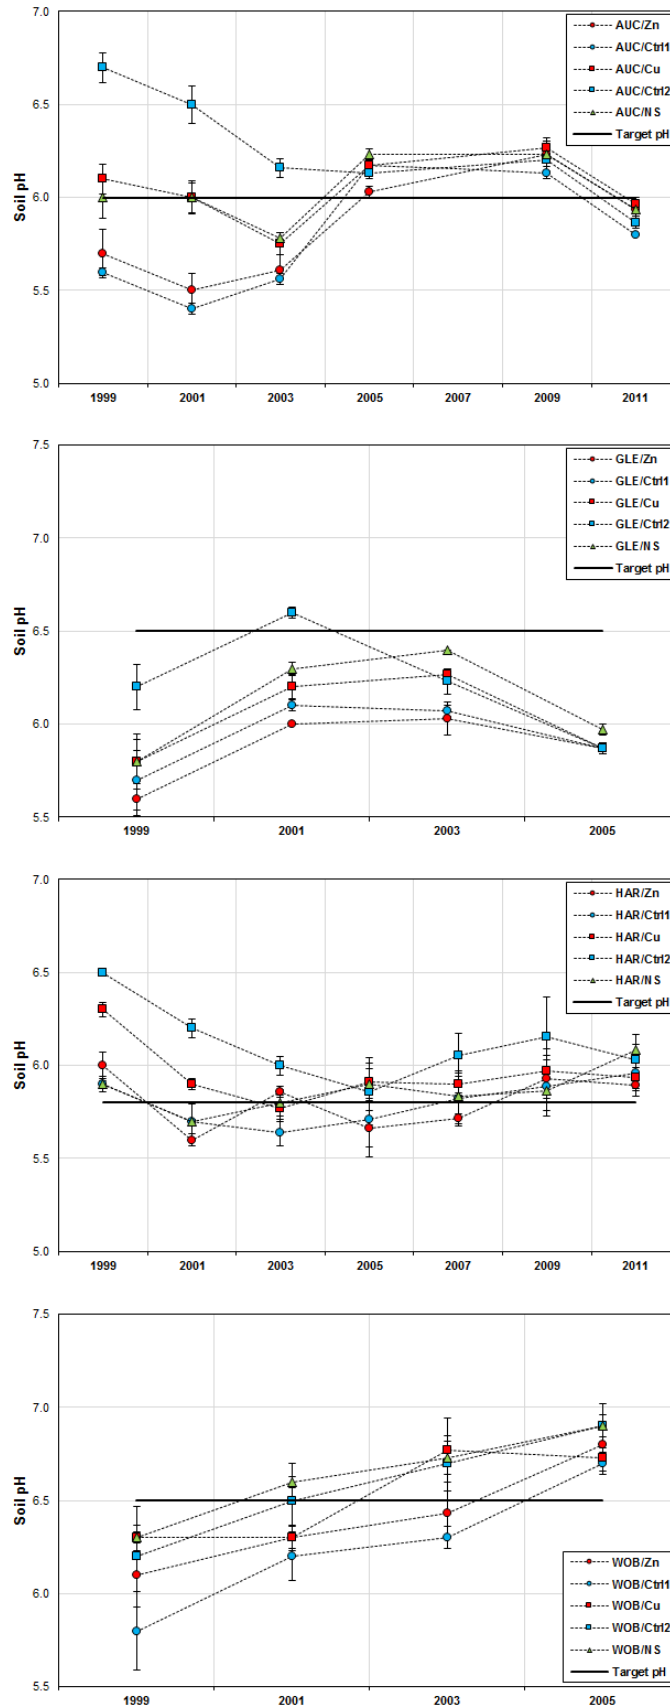 7.0
6.5
6.0
5.5
5.0
Soil pH
1999
2001
2003
2005
2007
2009
2011
AUC/Zn
AUC/Ctrl1
AUC/Cu
AUC/Ctrl2
AUC/NS
Target pH
7.5
7.0
6.5
6.0
5.5
Soil pH
1999
2001
2003
2005
GLE/Zn
GLE/Ctrl1
GLE/Cu
GLE/Ctrl2
GLE/NS
Target pH
7.0
6.5
6.0
5.5
5.0
Soil pH
1999
2001
2003
2005
2007
2009
2011
HAR/Zn
HAR/Ctrl1
HAR/Cu
HAR/Ctrl2
HAR/NS
Target pH
7.5
7.0
6.5
6.0
5.5
Soil pH
1999
2001
2003
2005
WOB/Zn
WOB/Ctrl1
WOB/Cu
WOB/Ctrl2
WOB/NS
Target pH